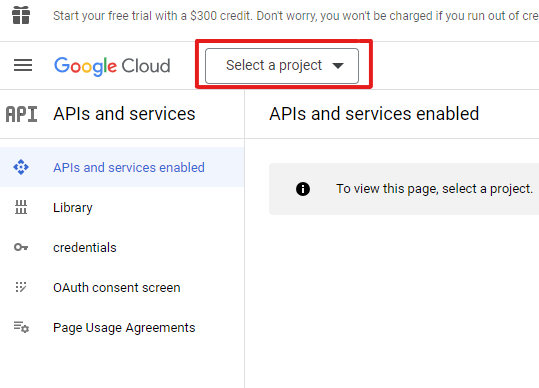 Start your free trial with a $300 credit. Don't worry, you won't be charged if you run out of cre
Google Cloud
Select a project
API
APIs and services
APIs and services enabled
APIs and services enabled
To view this page, select a project.
Library
credentials
OAuth consent screen
Page Usage Agreements